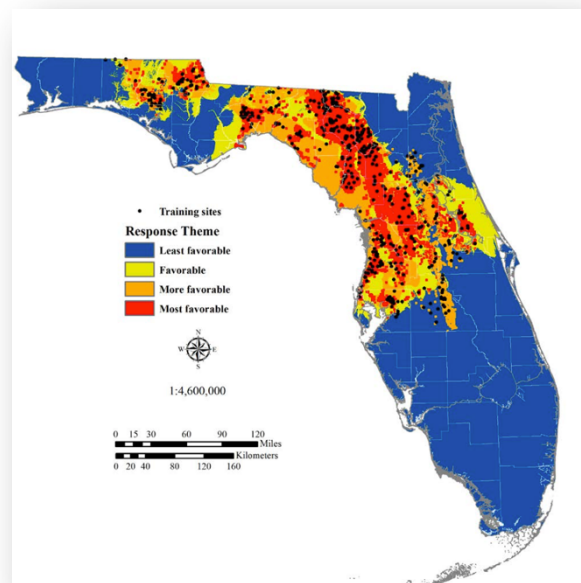 Training sites
Response Theme
Least favorable
Favorable
More favorable
Most favorable
N
W E
S
1:4,600,000
0 15 30 60 90 120
Miles
Kilometers
0 20 40 80 120 160